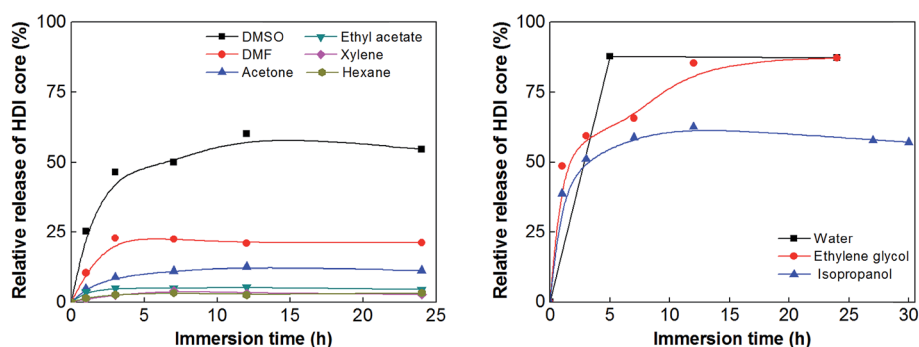 Relative release of HDI core (%)
100
75
50
25
0
DMSO
DMF
Acetone
Ethyl acetate
Xylene
Hexane
0 5 10 15 20 25
Immersion time (h)
Relative release of HDI core (%)
100
75
50
25
0
Water
Ethylene glycol
Isopropanol
0 5 10 15 20 25 30
Immersion time (h)